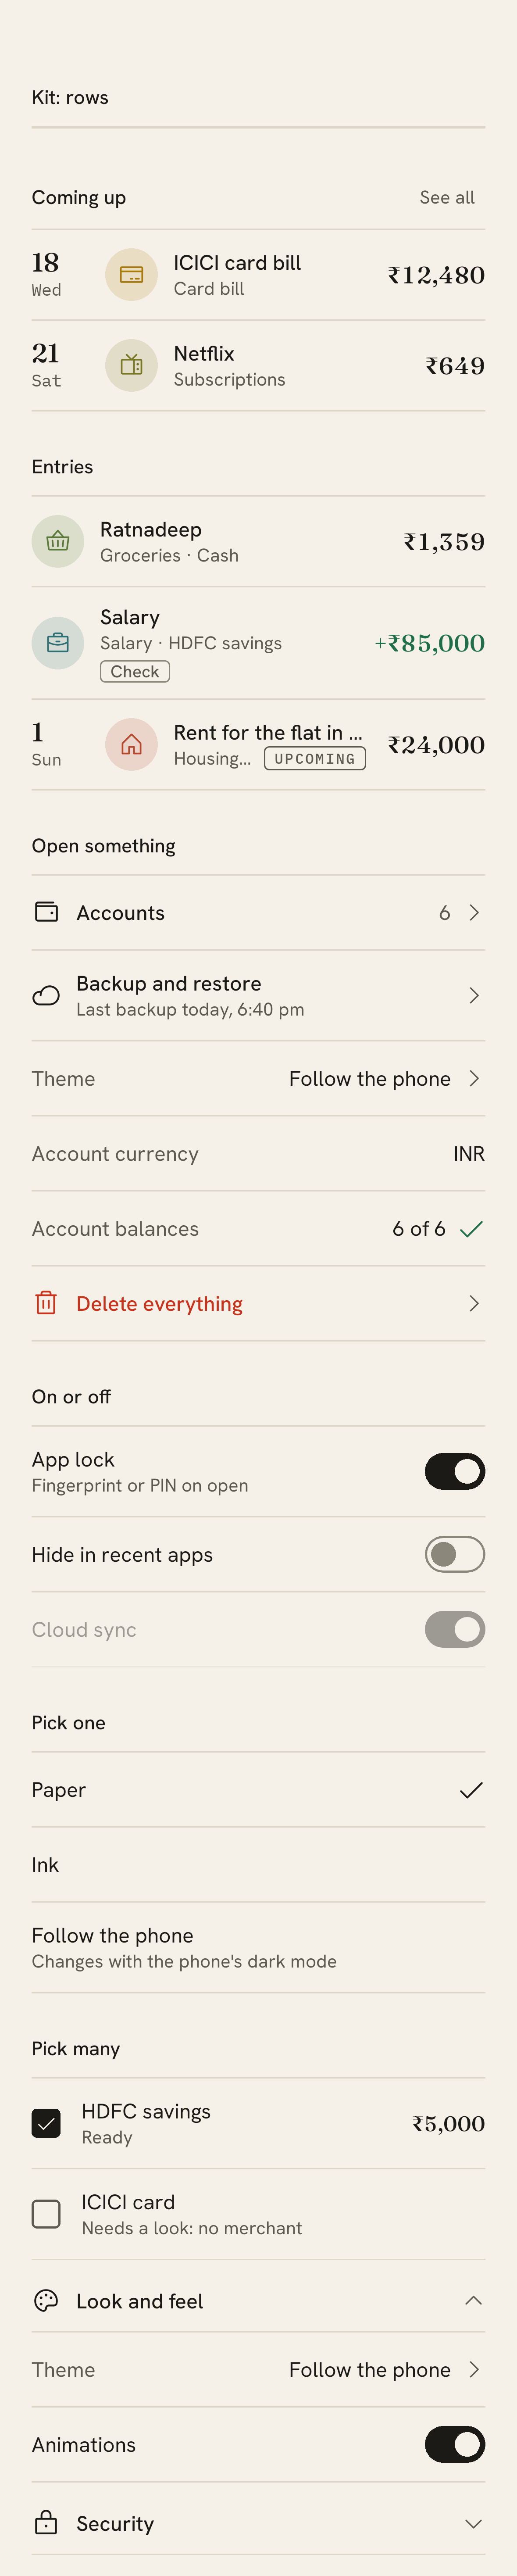 Kit: rows
Coming up
See all
18
Wed
ICICI card bill
Card bill
₹12,480
21
Sat
Netflix
Subscriptions
₹649
Entries
Ratnadeep
Groceries · Cash
₹1,359
Salary
Salary · HDFC savings
Check
+₹85,000
1
Sun
Rent for the flat in ...
Housing...
UPCOMING
₹24,000
Open something
Accounts
6
Backup and restore
Last backup today, 6:40 pm
Theme
Follow the phone
Account currency
INR
Account balances
6 of 6
Delete everything
On or off
App lock
Fingerprint or PIN on open
Hide in recent apps
Cloud sync
Pick one
Paper
Ink
Follow the phone
Changes with the phone's dark mode
Pick many
HDFC savings
Ready
₹5,000
ICICI card
Needs a look: no merchant
Look and feel
Theme
Follow the phone
Animations
Security